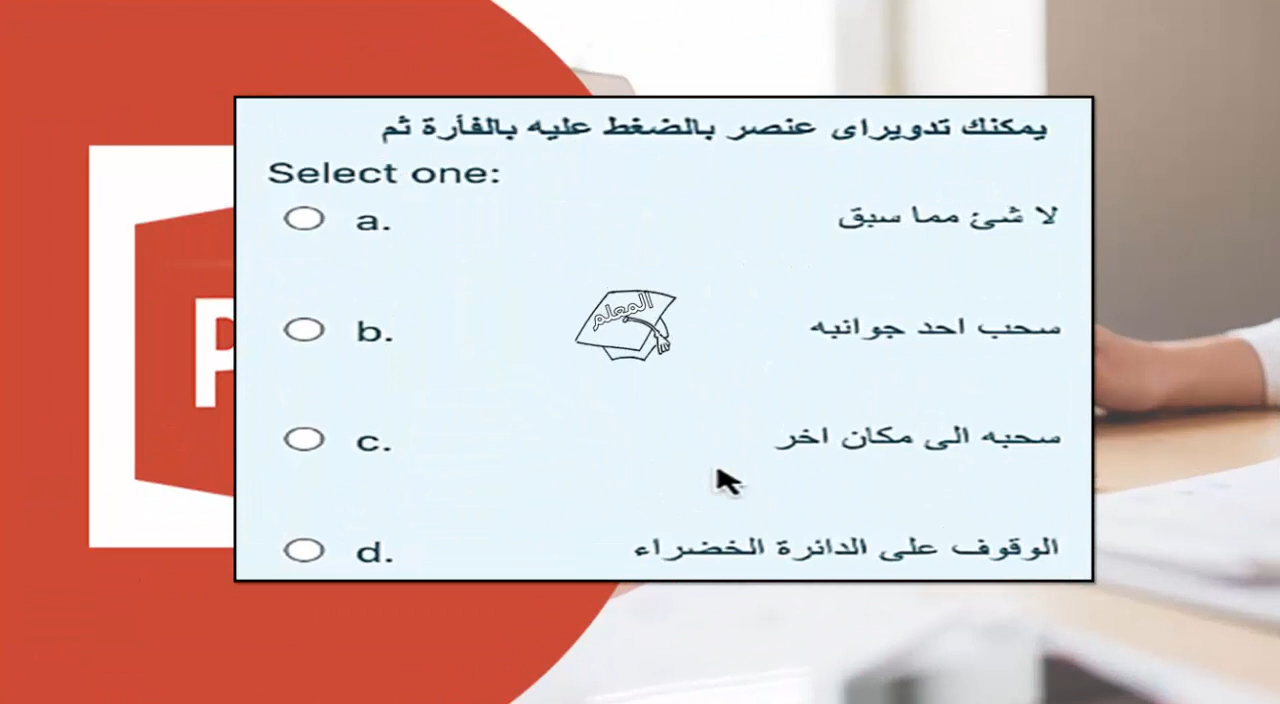 يمكنك تدويراى عنصر بالضغط عليه بالفأرة ثم
Select one:
a. لا شئ مما سبق
المعلم
b. سحب احد جوانبه
c. سحبه الى مكان اخر
d. الوقوف على الدائرة الخضراء
P